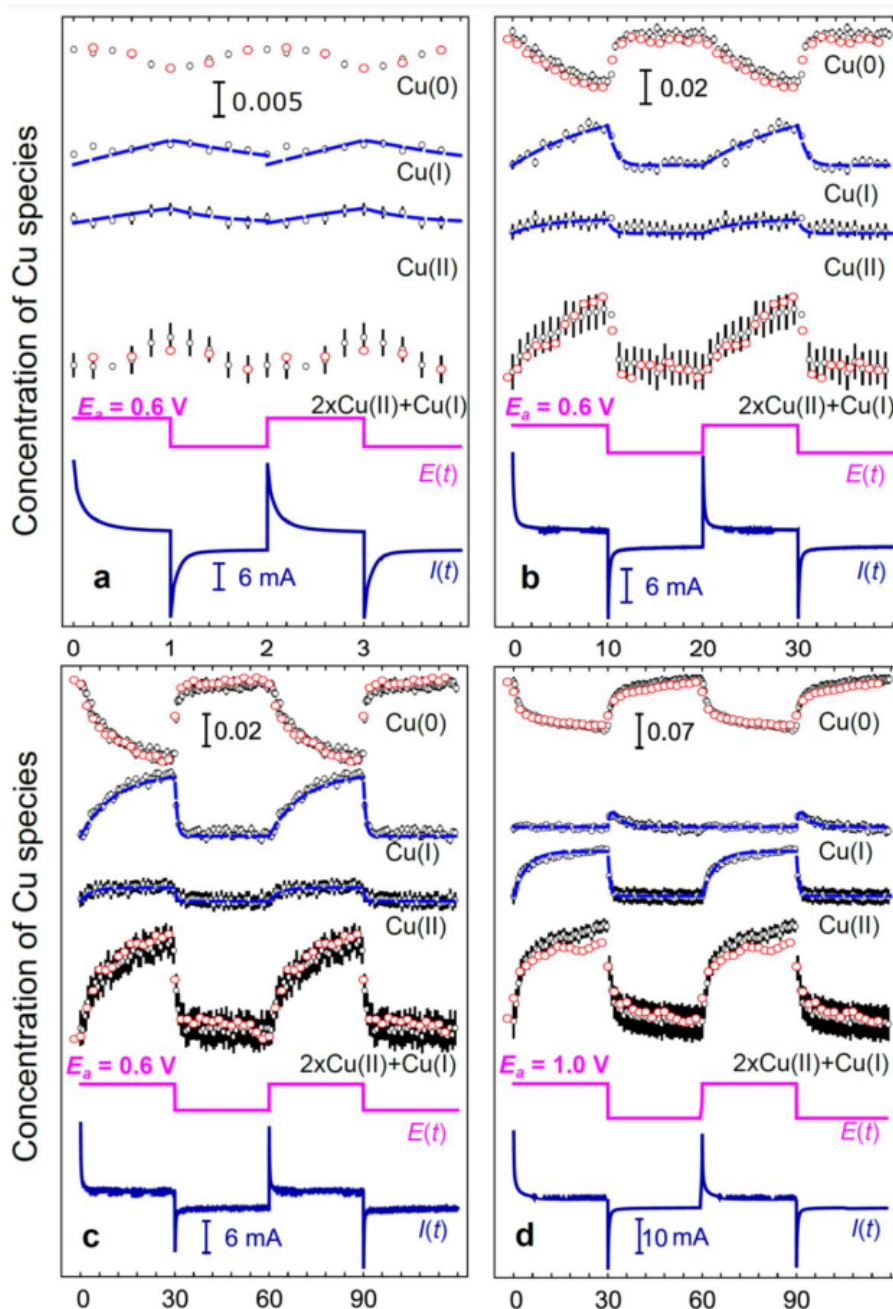 Concentration of Cu species
Cu(0)
0.005
Cu(I)
Cu(II)
Eₐ = 0.6 V
2xCu(II)+Cu(I)
E(t)
a
6 mA
I(t)
0 1 2 3
Cu(0)
0.02
Cu(I)
Cu(II)
Eₐ = 0.6 V
2xCu(II)+Cu(I)
E(t)
b
6 mA
I(t)
0 10 20 30
Concentration of Cu species
Cu(0)
0.02
Cu(I)
Cu(II)
Eₐ = 0.6 V
2xCu(II)+Cu(I)
E(t)
c
6 mA
I(t)
0 30 60 90
Cu(0)
0.07
Cu(I)
Cu(II)
Eₐ = 1.0 V
2xCu(II)+Cu(I)
E(t)
d
10 mA
I(t)
0 30 60 90